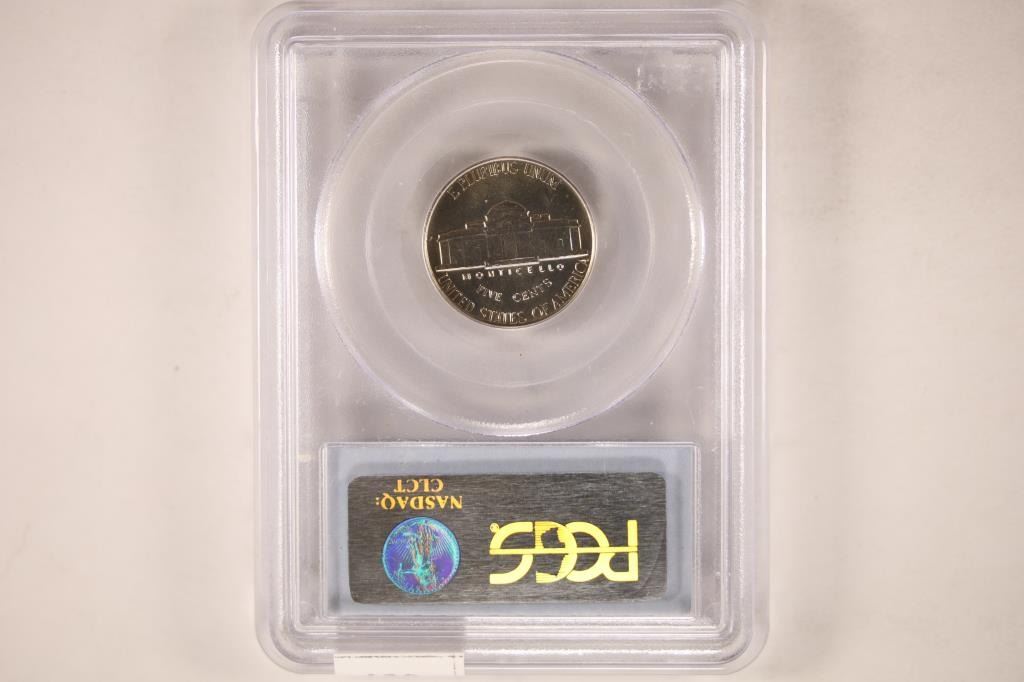 E PLURIBUS UNUM
MONTICELLO
FIVE CENTS
UNITED STATES OF AMERICA
NASDAQ:
CLCT
PCGS®